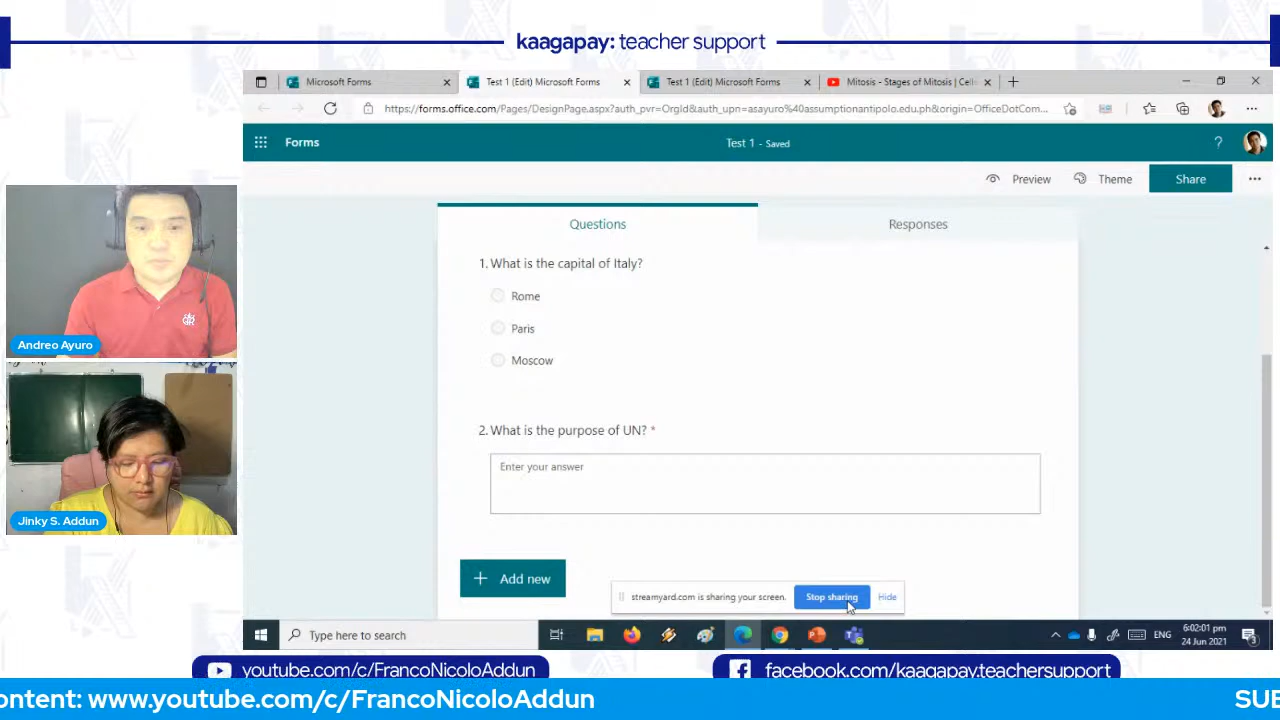 kaagapay: teacher support
Microsoft Forms
Test 1 (Edit) Microsoft Forms
Test 1 (Edit) Microsoft Forms
Mitosis - Stages of Mitosis | Cell
https://forms.office.com/Pages/DesignPage.aspx?auth_pvr=OrgId&auth_upn=asayuro%40assumptionantipolo.edu.ph&origin=OfficeDotCom...
Forms
Test 1 - Saved
?
Preview
Theme
Share
Questions
Responses
1. What is the capital of Italy?
Rome
Paris
Moscow
2. What is the purpose of UN? *
Enter your answer
+ Add new
streamyard.com is sharing your screen.
Stop sharing
Hide
Andreo Ayuro
Jinky S. Addun
Type here to search
ENG
6:02:01 pm
24 Jun 2021
3
youtube.com/c/FrancoNicoloAddun
facebook.com/kaagapay.teachersupport
ontent: www.youtube.com/c/FrancoNicoloAddun
SUB